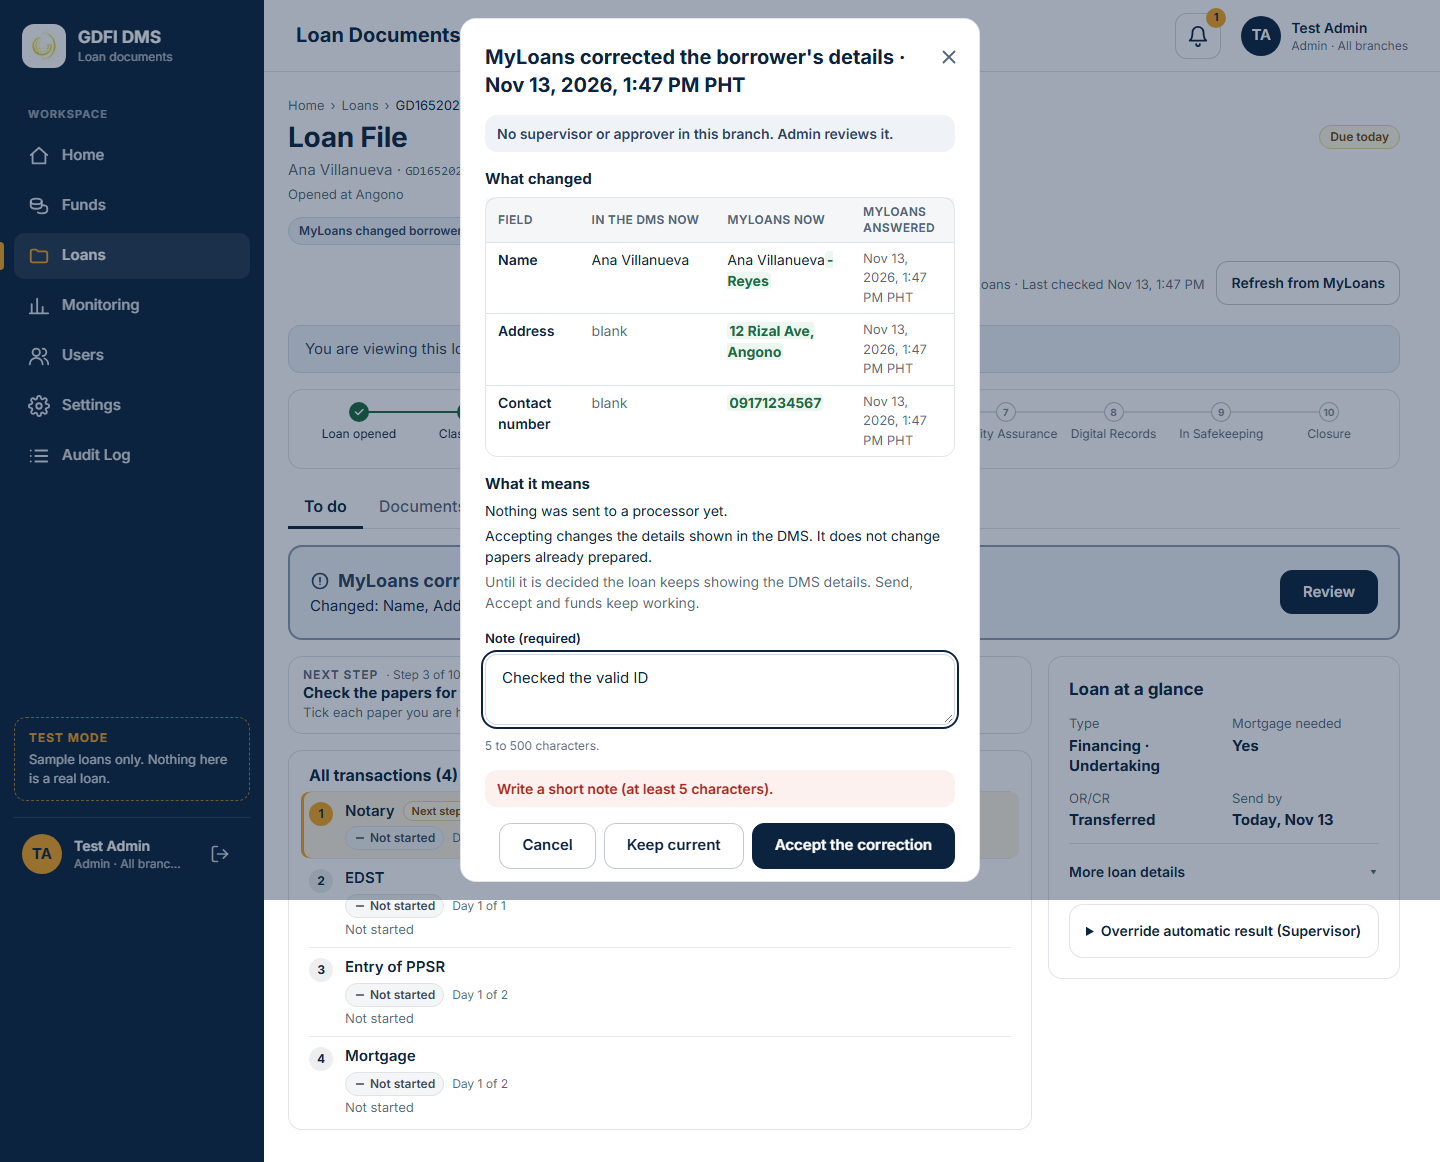 GDFI DMS
Loan documents
WORKSPACE
Home
Funds
Loans
Monitoring
Users
Settings
Audit Log
TEST MODE
Sample loans only. Nothing here
is a real loan.
TA
Test Admin
Admin · All branc...
Loan Documents
1
TA
Test Admin
Admin · All branches
Home › Loans › GD165202
Loan File
Due today
Ana Villanueva · GD165202
Opened at Angono
MyLoans changed borrower
Last checked Nov 13, 1:47 PM
Refresh from MyLoans
You are viewing this
Loan opened
7
8
Digital Records
9
In Safekeeping
10
Closure
Assurance
To do
Documents
MyLoans
Changed: Name,
Review
NEXT STEP · Step 3 of 10
Check the papers for
Tick each paper you are
All transactions (4)
1
Notary
Next step
– Not started
2
EDST
– Not started
Day 1 of 1
Not started
3
Entry of PPSR
– Not started
Day 1 of 2
Not started
4
Mortgage
– Not started
Day 1 of 2
Not started
Loan at a glance
Type
Mortgage needed
Financing ·
Undertaking
Yes
OR/CR
Send by
Transferred
Today, Nov 13
More loan details
Override automatic result (Supervisor)
MyLoans corrected the borrower's details ·
Nov 13, 2026, 1:47 PM PHT
No supervisor or approver in this branch. Admin reviews it.
What changed
FIELD
IN THE DMS NOW
MYLOANS NOW
MYLOANS
ANSWERED
Name
Ana Villanueva
Ana Villanueva-
Reyes
Nov 13,
2026, 1:47
PM PHT
Address
blank
12 Rizal Ave,
Angono
Nov 13,
2026, 1:47
PM PHT
Contact
number
blank
09171234567
Nov 13,
2026, 1:47
PM PHT
What it means
Nothing was sent to a processor yet.
Accepting changes the details shown in the DMS. It does not change
papers already prepared.
Until it is decided the loan keeps showing the DMS details. Send,
Accept and funds keep working.
Note (required)
Checked the valid ID
5 to 500 characters.
Write a short note (at least 5 characters).
Cancel
Keep current
Accept the correction